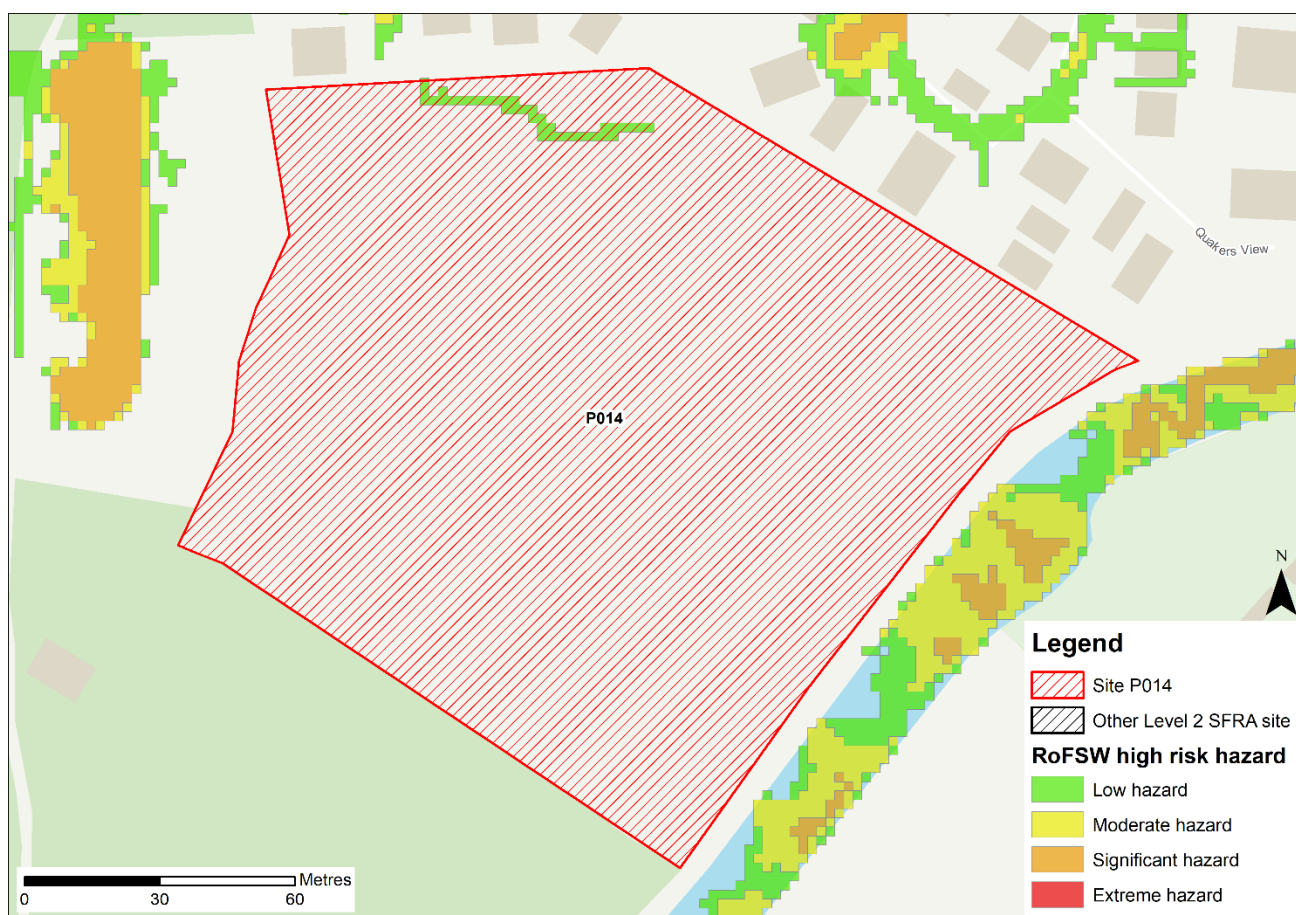 P014
Quakers View
N
Legend
Site P014
Other Level 2 SFRA site
RoFSW high risk hazard
Low hazard
Moderate hazard
Significant hazard
Extreme hazard
Metres
0 30 60